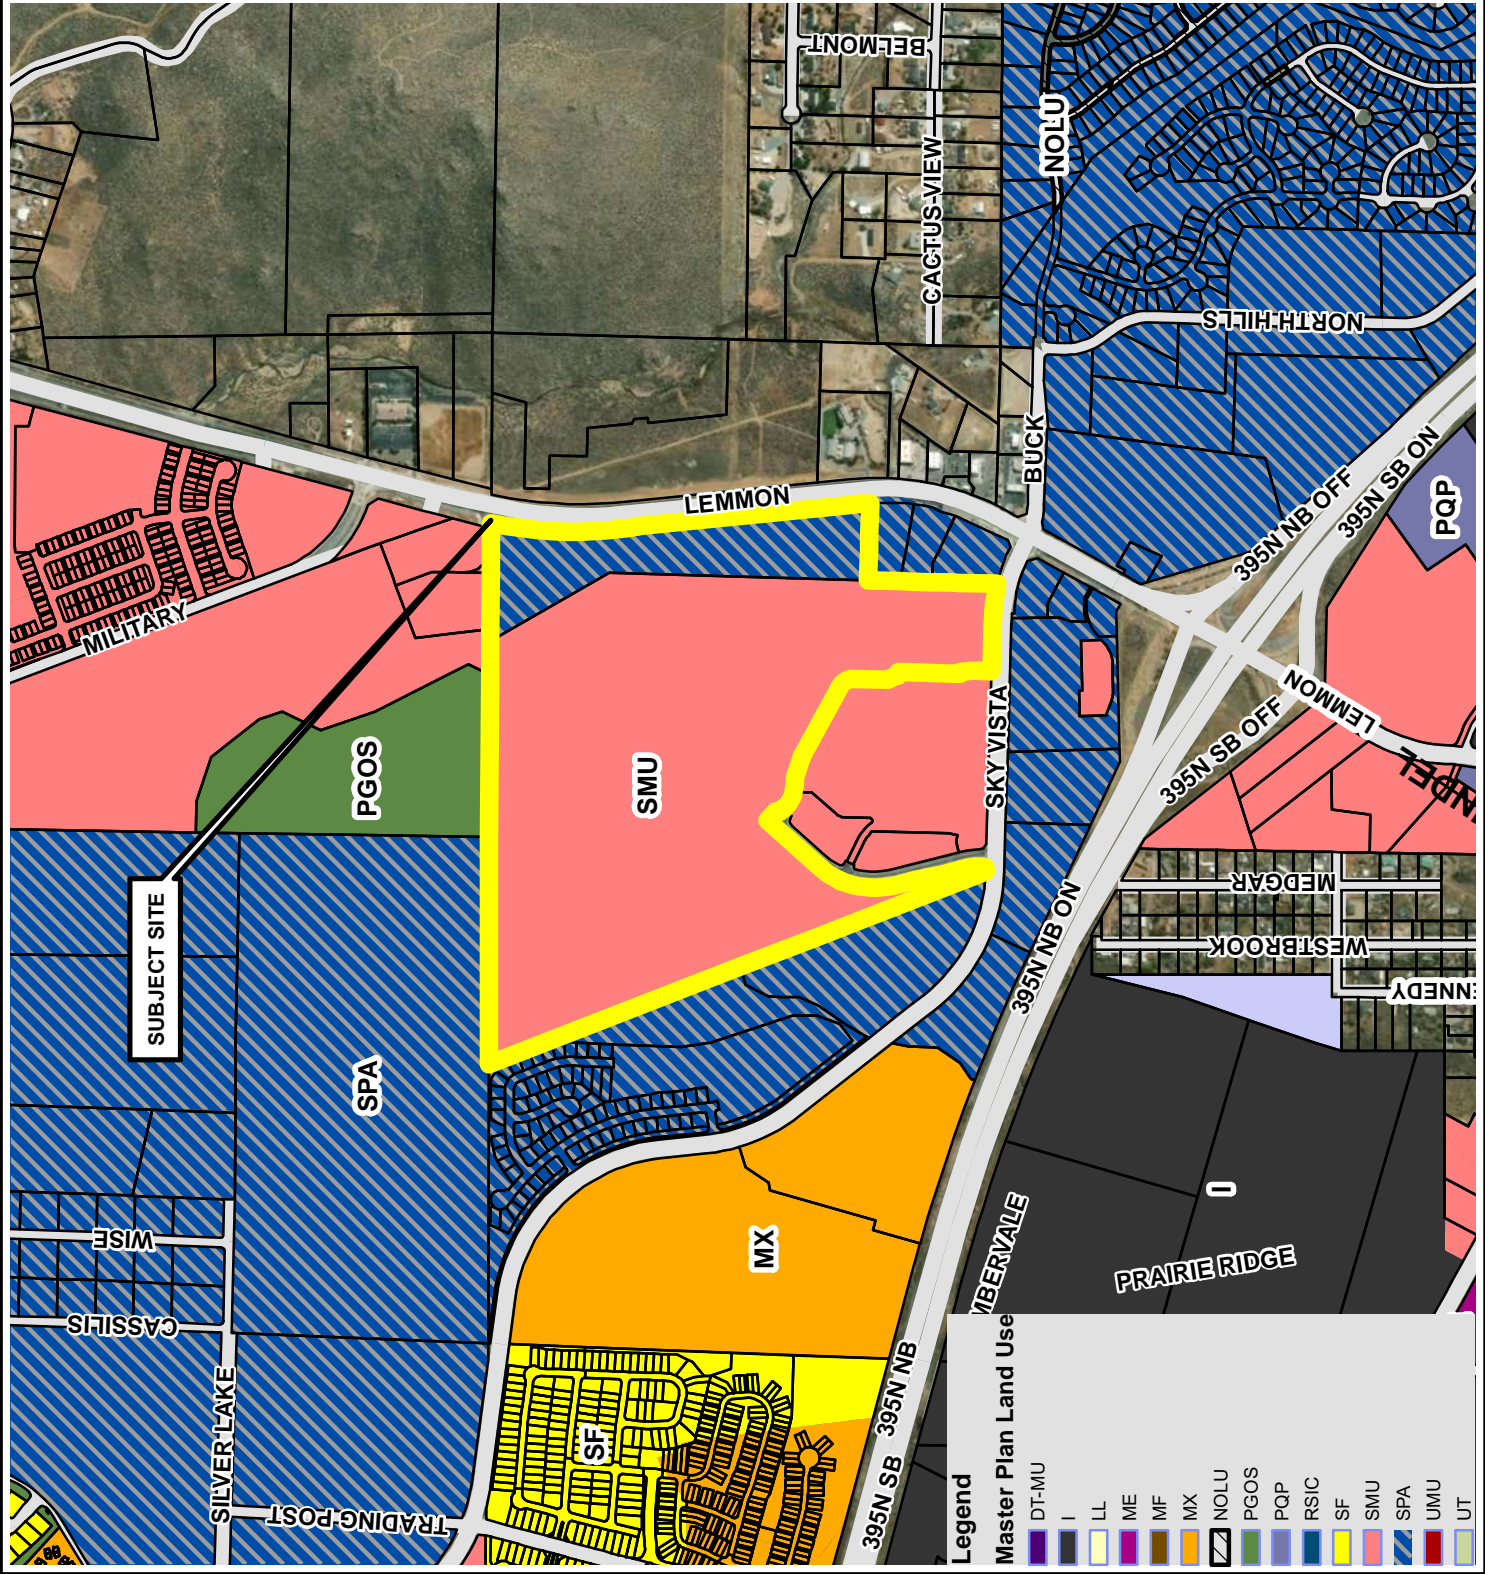 BELMONT
CACTUS VIEW
NOLU
NORTH HILLS
BUCK
LEMMON
MILITARY
395N NB OFF
395N SB ON
PQP
PGOS
SMU
SKY VISTA
395N SB OFF
LEMMON
SUBJECT SITE
MEDGAR
WESTBROOK
395N NB ON
SPA
WISE
CASSILIS
MX
I
PRAIRIE RIDGE
MBERVALE
SILVER LAKE
TRADING POST
SF
395N NB
395N SB
Legend
Master Plan Land Use
DT-MU
I
LL
ME
MF
MX
NOLU
PGOS
PQP
RSIC
SF
SMU
SPA
UMU
UT